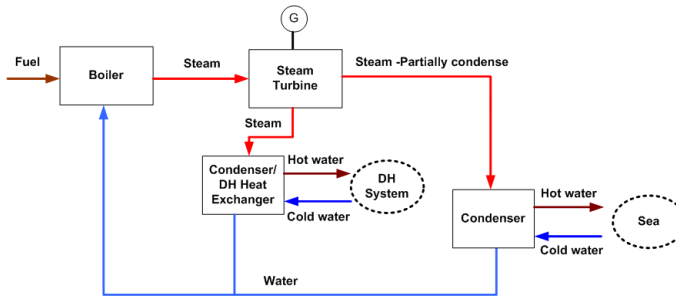 G
Fuel
Boiler
Steam
Steam
Turbine
Steam -Partially condense
Steam
Condenser/
DH Heat
Exchanger
Hot water
DH
System
Cold water
Condenser
Hot water
Sea
Cold water
Water